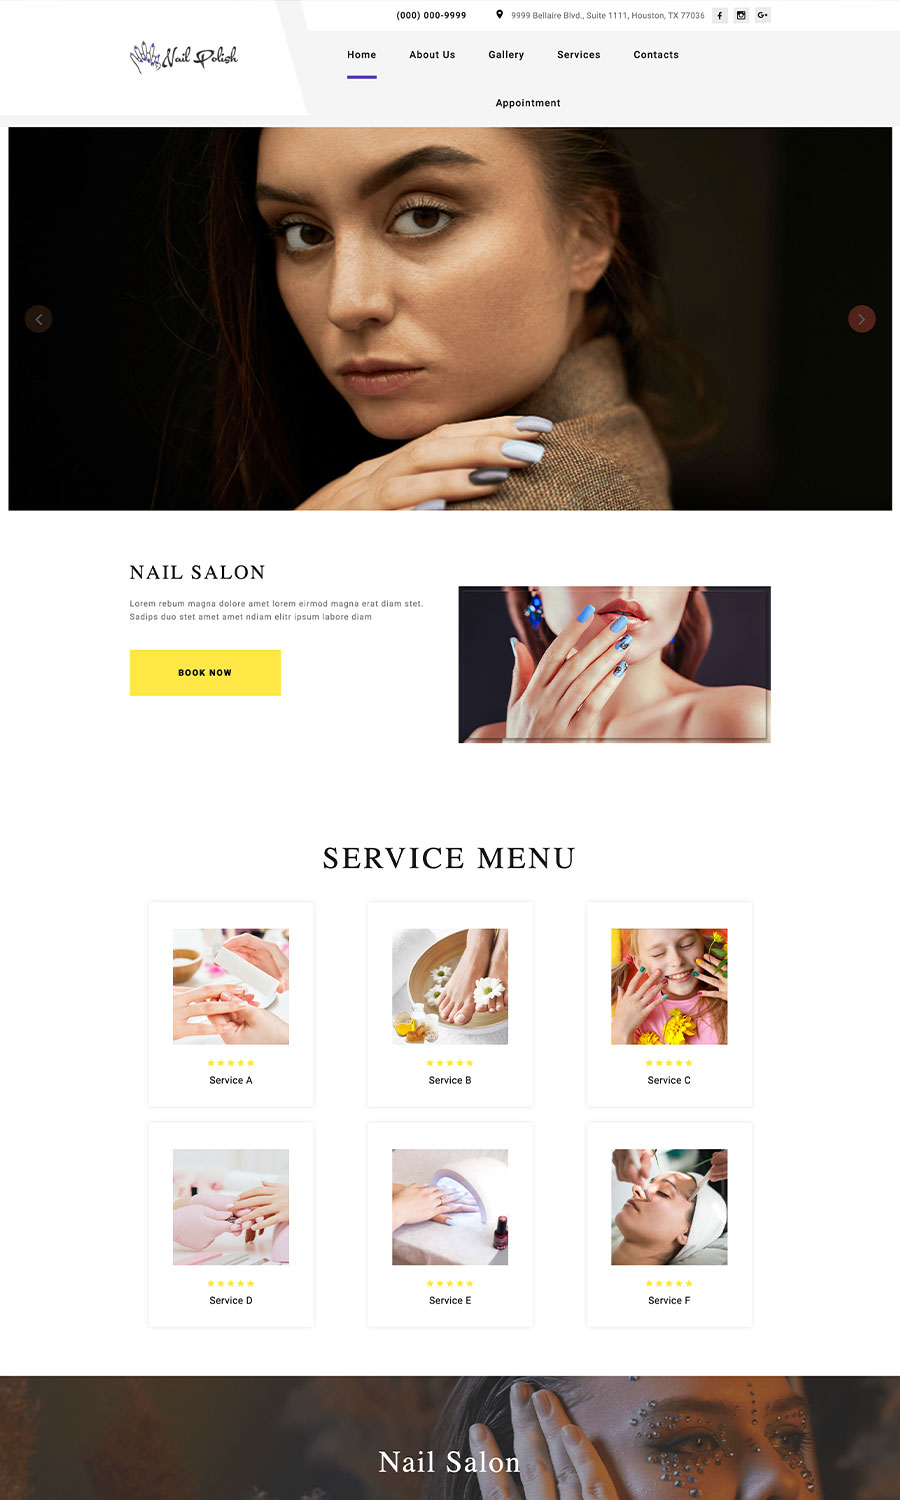 (000) 000-9999
9999 Bellaire Blvd., Suite 1111, Houston, TX 77036
Nail Polish
Home
About Us
Gallery
Services
Contacts
Appointment
NAIL SALON
Lorem rebum magna dolore amet lorem eirmod magna erat diam stet.
Sadips duo stet amet amet ndiam elitr ipsum labore diam
BOOK NOW
SERVICE MENU
Service A
Service B
Service C
Service D
Service E
Service F
Nail Salon